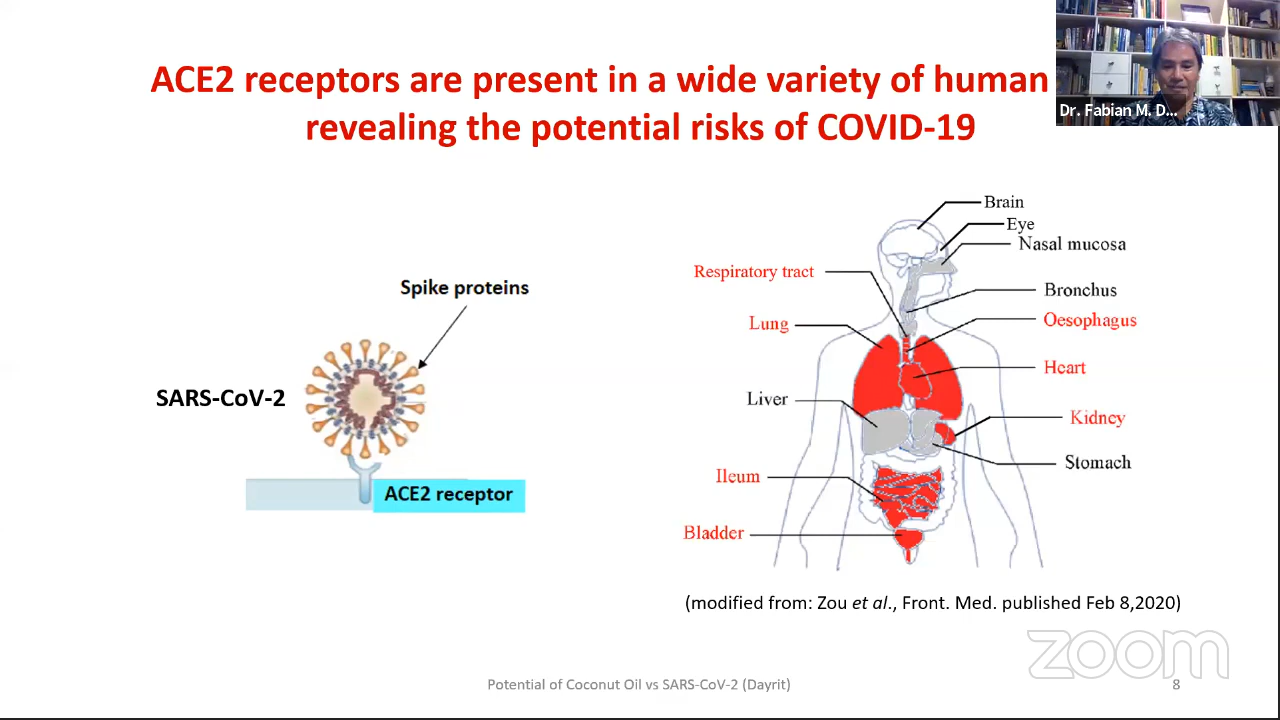 ACE2 receptors are present in a wide variety of human
revealing the potential risks of COVID-19
Dr. Fabian M. D...
Spike proteins
SARS-CoV-2
ACE2 receptor
Brain
Eye
Nasal mucosa
Respiratory tract
Bronchus
Lung
Oesophagus
Heart
Liver
Kidney
Stomach
Ileum
Bladder
(modified from: Zou et al., Front. Med. published Feb 8,2020)
zoom
Potential of Coconut Oil vs SARS-CoV-2 (Dayrit)
8